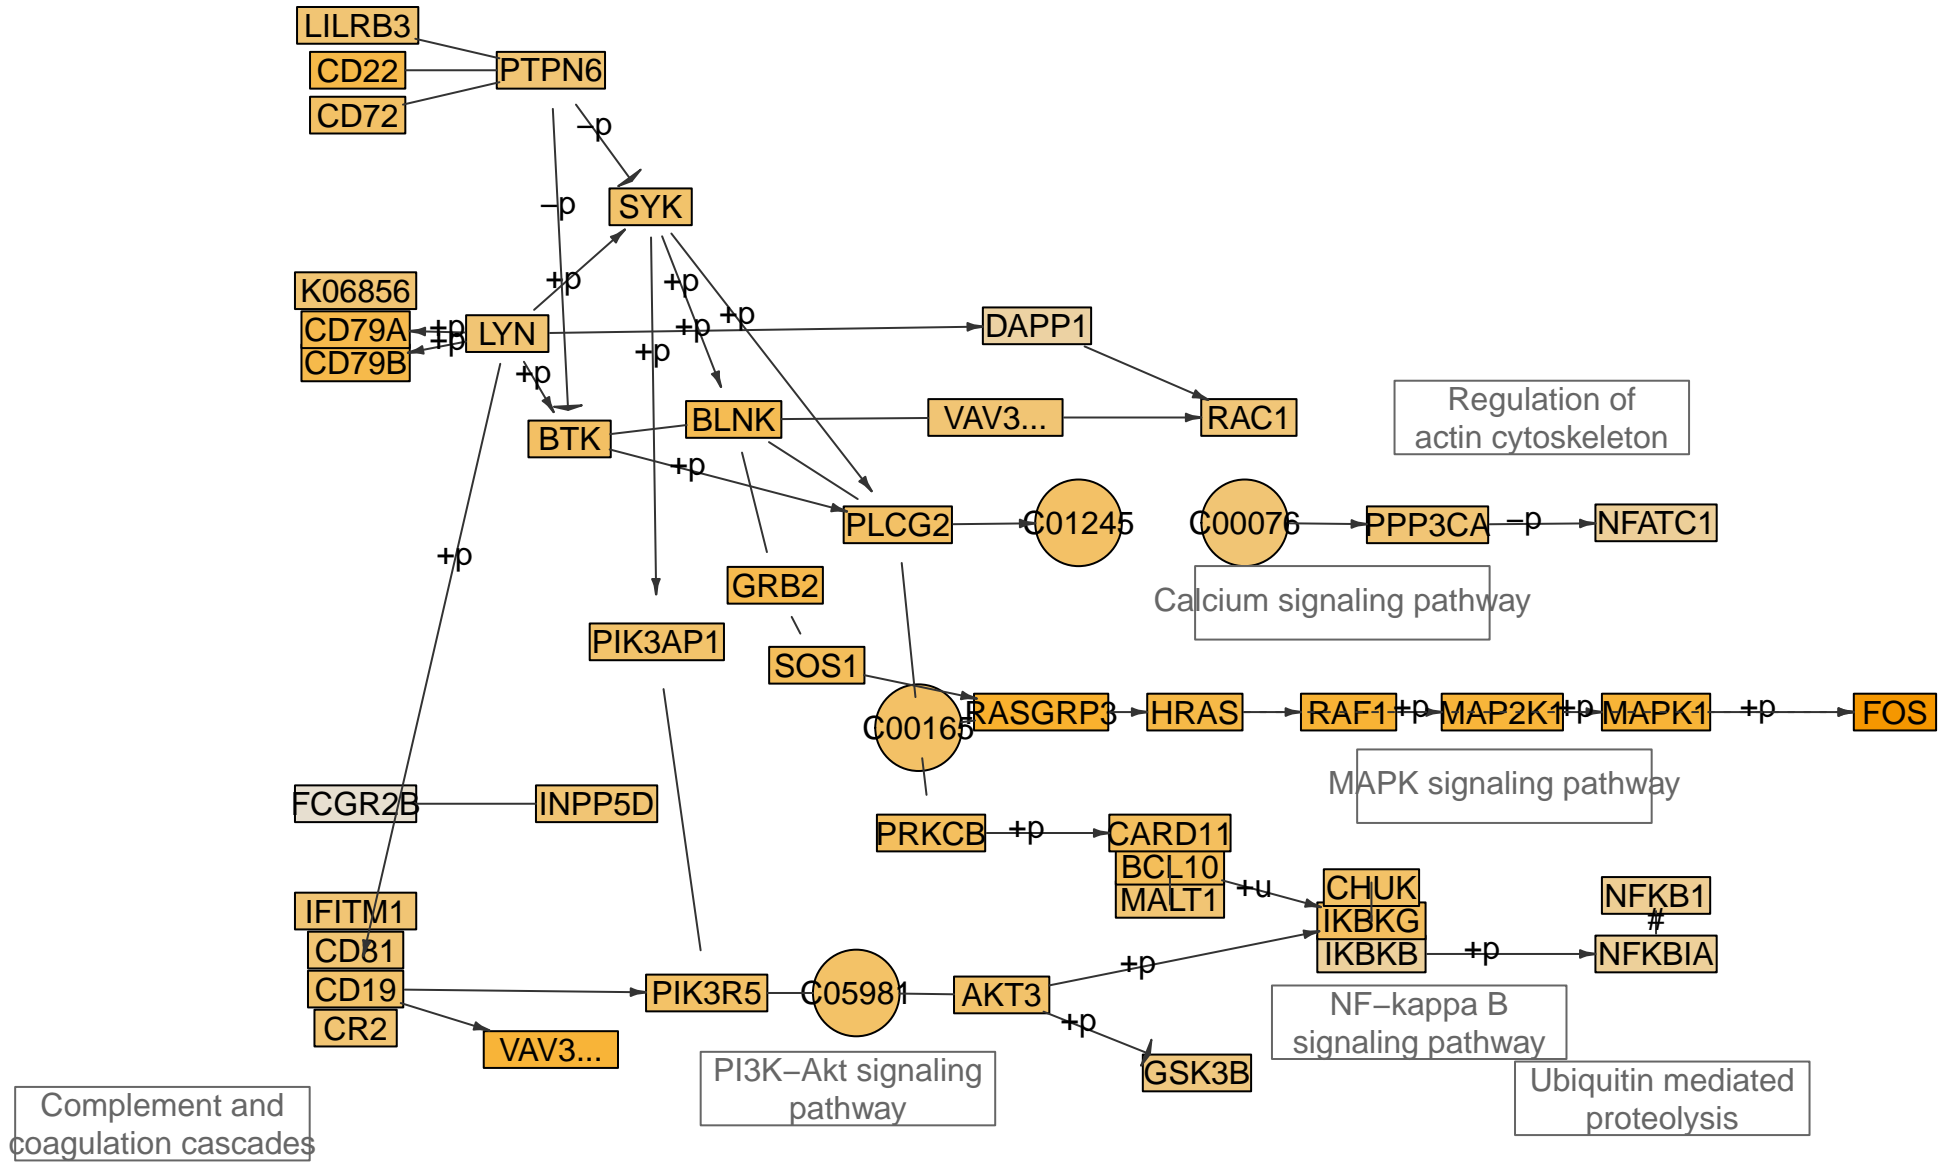 LILRB3
CD22
PTPN6
CD72
–p
SYK
–p
+p
+p
K06856
CD79A
+p
LYN
+p
+p
DAPP1
CD79B
+p
+p
+p
+p
BTK
BLNK
VAV3...
RAC1
Regulation of
actin cytoskeleton
+p
PLCG2
C01245
C00076
PPP3CA
–p
NFATC1
+p
GRB2
Calcium signaling pathway
PIK3AP1
SOS1
C00165
RASGRP3
HRAS
RAF1
+p
MAP2K1
+p
MAPK1
+p
FOS
MAPK signaling pathway
FCGR2B
INPP5D
PRKCB
+p
CARD11
BCL10
+u
CHUK
NFKB1
MALT1
IKBKG
#
IFITM1
CD81
IKBKB
+p
NFKBIA
+p
CD19
PIK3R5
C05981
AKT3
CR2
VAV3...
+p
GSK3B
NF–kappa B
signaling pathway
PI3K–Akt signaling
pathway
Ubiquitin mediated
proteolysis
Complement and
coagulation cascades